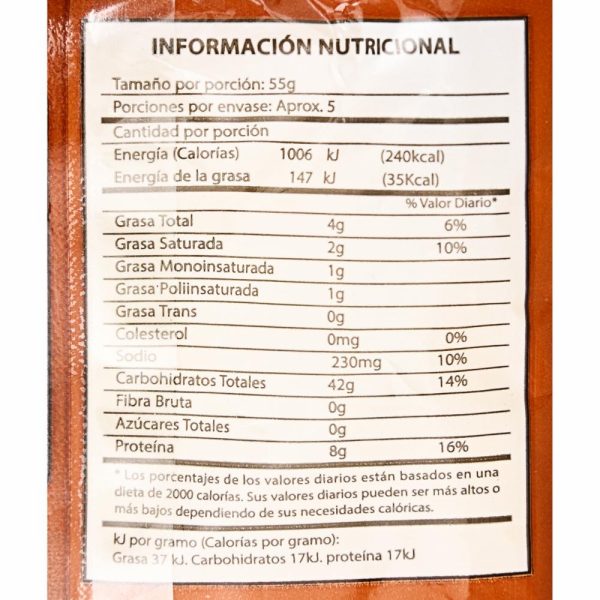 INFORMACIÓN NUTRICIONAL
Tamaño por porción: 55g
Porciones por envase: Aprox. 5
Cantidad por porción
Energía (Calorías) 1006 kJ (240kcal)
Energía de la grasa 147 kJ (35Kcal)
% Valor Diario*
Grasa Total 4g 6%
Grasa Saturada 2g 10%
Grasa Monoinsaturada 1g
Grasa Poliinsaturada 1g
Grasa Trans 0g
Colesterol 0mg 0%
Sodio 230mg 10%
Carbohidratos Totales 42g 14%
Fibra Bruta 0g
Azúcares Totales 0g
Proteína 8g 16%
* Los porcentajes de los valores diarios están basados en una
dieta de 2000 calorías. Sus valores diarios pueden ser más altos o
más bajos dependiendo de sus necesidades calóricas.
kJ por gramo (Calorías por gramo):
Grasa 37 kJ. Carbohidratos 17kJ. proteína 17kJ